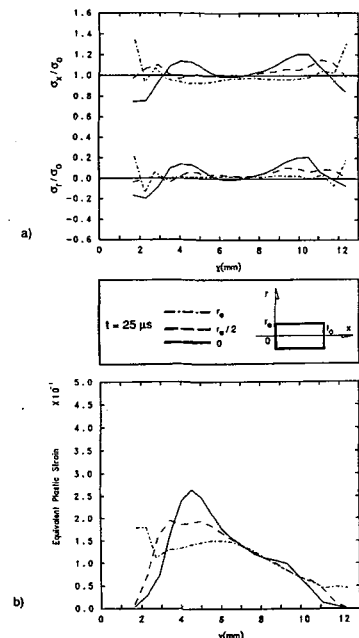 a)
σx/σo
1.6
1.4
1.2
1.0
0.8
0.6
0.4
0.2
0.0
-0.2
-0.4
-0.6
σr/σo
0 2 4 6 8 10 12
X(mm)
t = 25 μs
re
re/2
0
r
re
0
lo
x
b)
×10⁻¹
Equivalent Plastic Strain
5.0
4.5
4.0
3.5
3.0
2.5
2.0
1.5
1.0
0.5
0.0
0 2 4 6 8 10 12
X(mm)